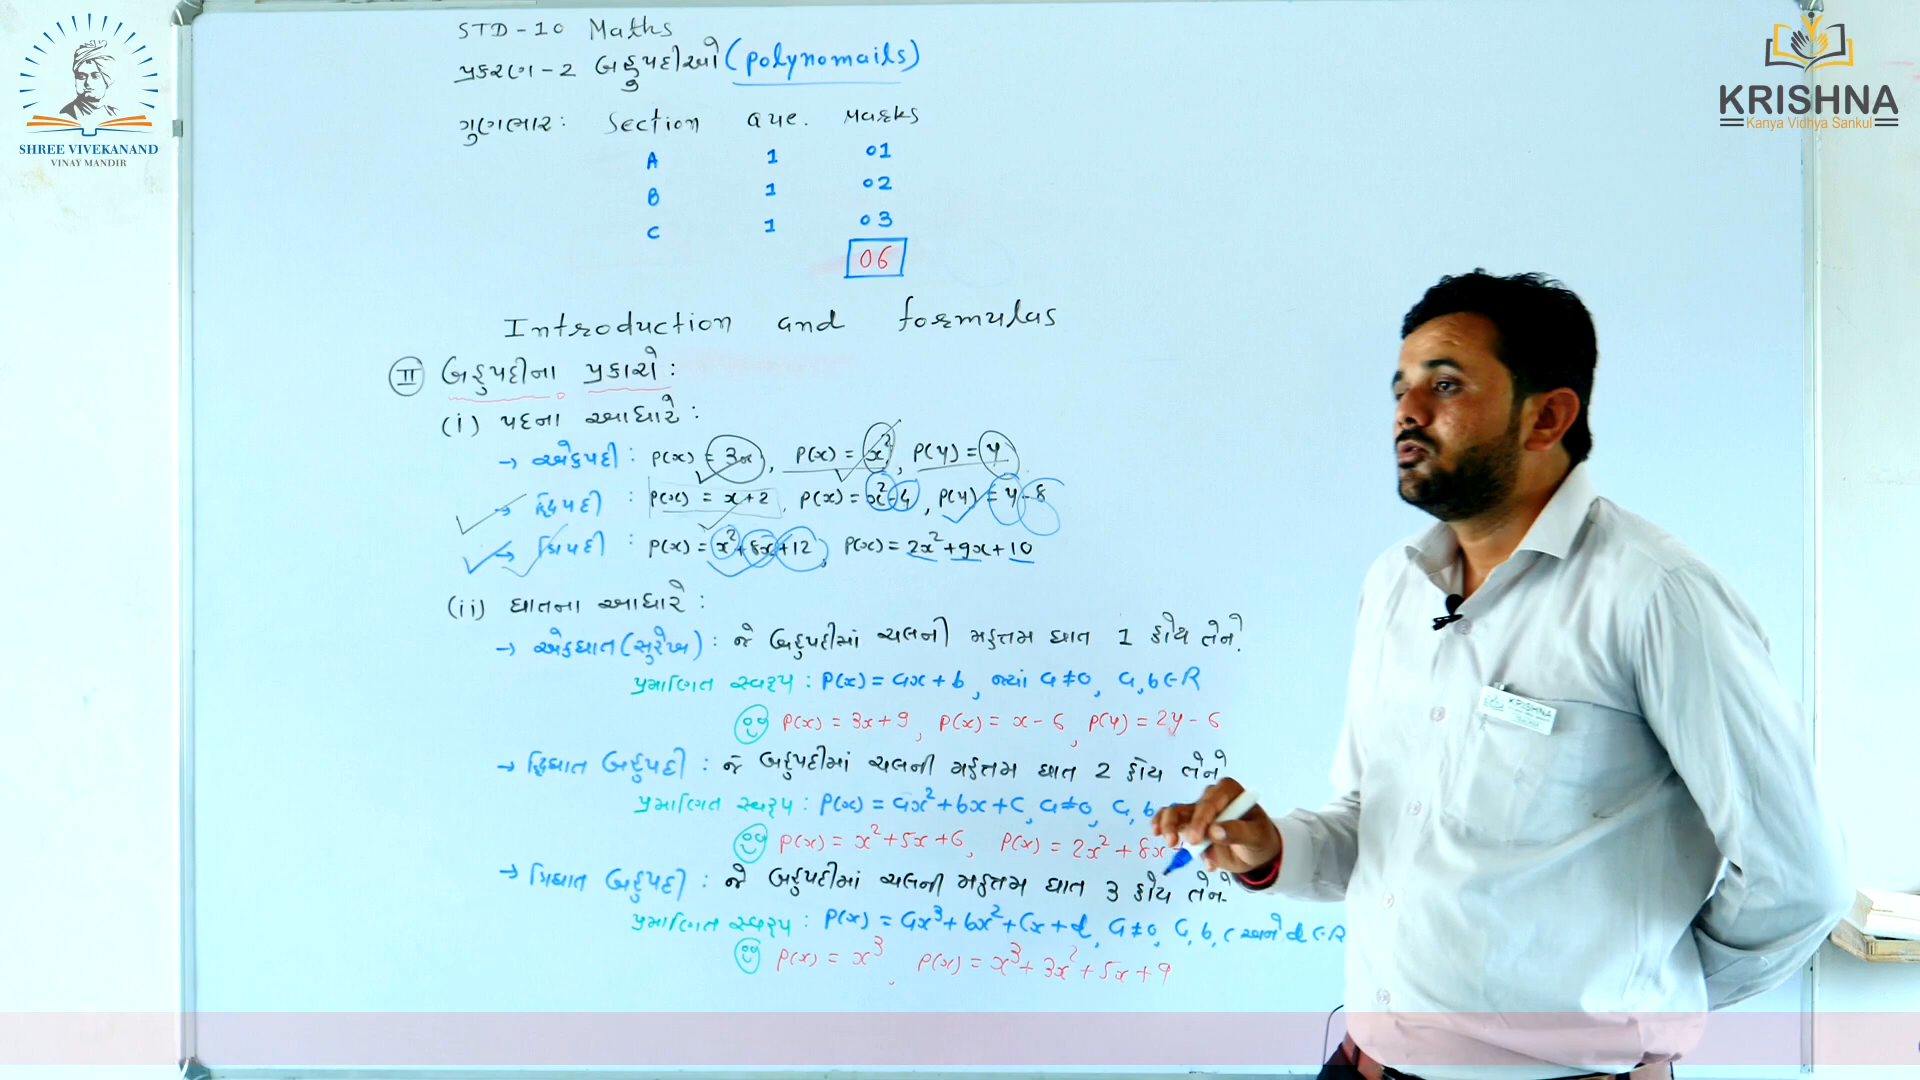 SHREE VIVEKANAND
VINAY MANDIR
KRISHNA
Kanya Vidhya Sankul
STD-10 Maths
પ્રકરણ-2 બહુપદીઓ (polynomails)
ગુણભાર: Section Que. Marks
A 1 01
B 1 02
C 1 03
06
Introduction and formulas
II બહુપદીના પ્રકારો:
(i) પદના આધારે:
→ એકપદી: P(x) = 3x, P(x) = x², P(y) = y
→ દ્વિપદી: P(x) = x+2, P(x) = x²-4, P(y) = y-8
→ ત્રિપદી: P(x) = x²+8x+12, P(x) = 2x²+9x+10
(ii) ઘાતના આધારે:
→ એકઘાત (સુરેખ): જે બહુપદીમાં ચલની મહત્તમ ઘાત 1 હોય તેને.
પ્રમાણિત સ્વરૂપ: P(x) = ax+b, જ્યાં a≠0, a,b∈R
P(x) = 3x+9, P(x) = x-6, P(y) = 2y-6
→ દ્વિઘાત બહુપદી: જે બહુપદીમાં ચલની મહત્તમ ઘાત 2 હોય તેને
પ્રમાણિત સ્વરૂપ: P(x) = ax²+bx+c, a≠0, a, b
P(x) = x²+5x+6, P(x) = 2x²+8x+
→ ત્રિઘાત બહુપદી: જે બહુપદીમાં ચલની મહત્તમ ઘાત 3 હોય તેને
પ્રમાણિત સ્વરૂપ: P(x) = ax³+bx²+cx+d, a≠0, a, b, c અને d∈R
P(x) = x³, P(x) = x³+3x²+5x+9
KRISHNA